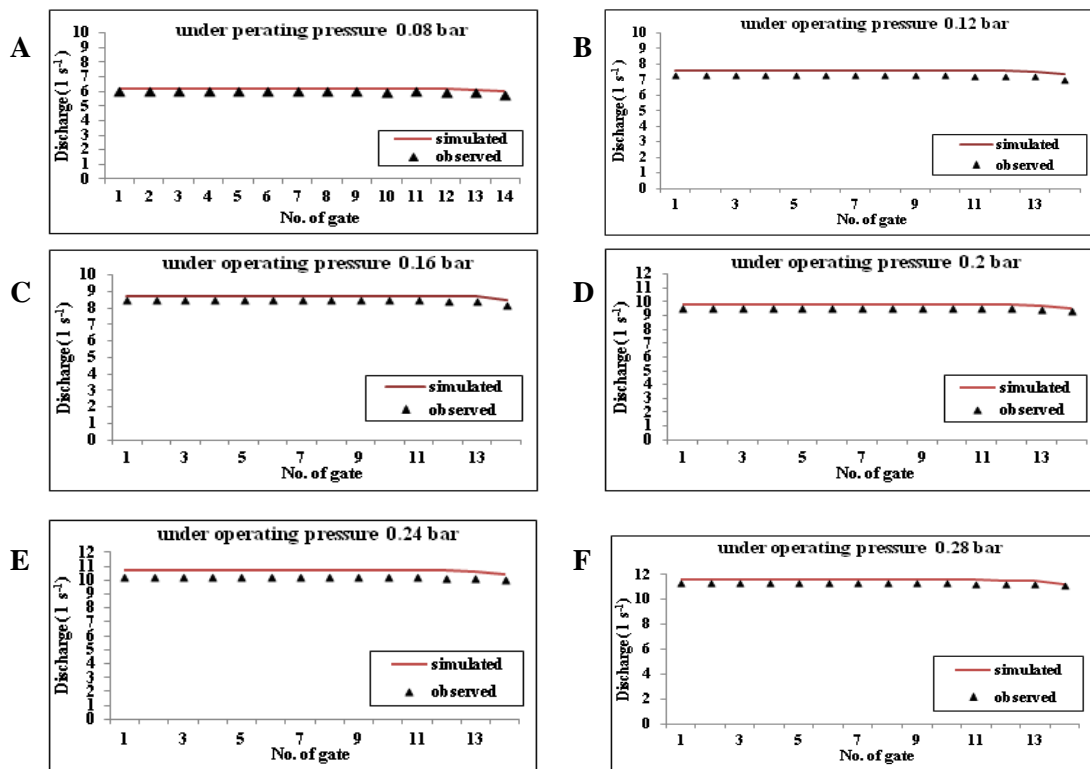 A
under perating pressure 0.08 bar
Discharge (l s-1)
10
9
8
7
6
5
4
3
2
1
0
simulated
observed
1 2 3 4 5 6 7 8 9 10 11 12 13 14
No. of gate
B
under operating pressure 0.12 bar
Discharge (l s-1)
10
9
8
7
6
5
4
3
2
1
0
simulated
observed
1 3 5 7 9 11 13
No. of gate
C
under operating pressure 0.16 bar
Discharge (l s-1)
10
9
8
7
6
5
4
3
2
1
0
simulated
observed
1 3 5 7 9 11 13
No. of gate
D
under operating pressure 0.2 bar
Discharge (l s-1)
12
11
10
9
8
7
6
5
4
3
2
1
0
simulated
observed
1 3 5 7 9 11 13
No. of gate
E
under operating pressure 0.24 bar
Discharge (l s-1)
12
11
10
9
8
7
6
5
4
3
2
1
0
simulated
observed
1 3 5 7 9 11 13
No. of gate
F
under operating pressure 0.28 bar
Discharge (l s-1)
12
10
8
6
4
2
0
simulated
observed
1 3 5 7 9 11 13
No. of gate